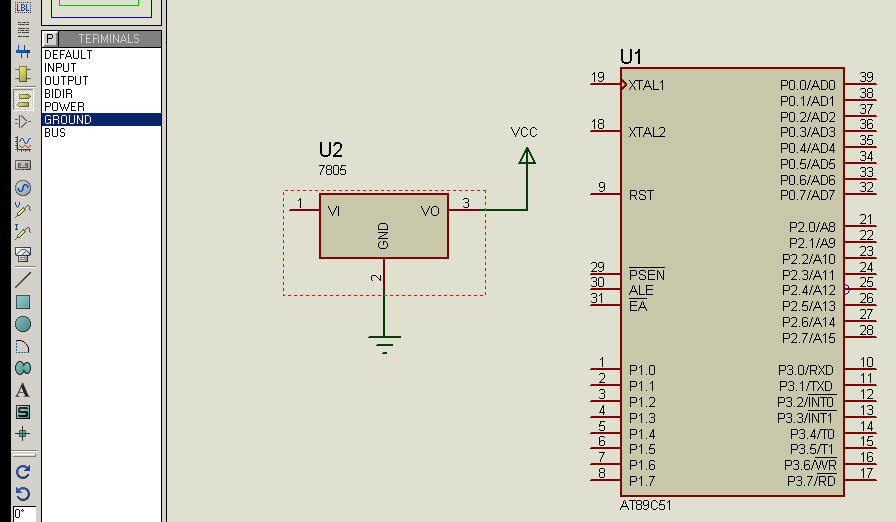 LBL
P TERMINALS
DEFAULT
INPUT
OUTPUT
BIDIR
POWER
GROUND
BUS
A
S
0°
U2
7805
1 VI VO 3
GND
2
VCC
U1
19 XTAL1 P0.0/AD0 39
P0.1/AD1 38
P0.2/AD2 37
18 XTAL2 P0.3/AD3 36
P0.4/AD4 35
P0.5/AD5 34
P0.6/AD6 33
9 RST P0.7/AD7 32
P2.0/A8 21
P2.1/A9 22
P2.2/A10 23
29 PSEN P2.3/A11 24
30 ALE P2.4/A12 25
31 EA P2.5/A13 26
P2.6/A14 27
P2.7/A15 28
1 P1.0 P3.0/RXD 10
2 P1.1 P3.1/TXD 11
3 P1.2 P3.2/INT0 12
4 P1.3 P3.3/INT1 13
5 P1.4 P3.4/T0 14
6 P1.5 P3.5/T1 15
7 P1.6 P3.6/WR 16
8 P1.7 P3.7/RD 17
AT89C51